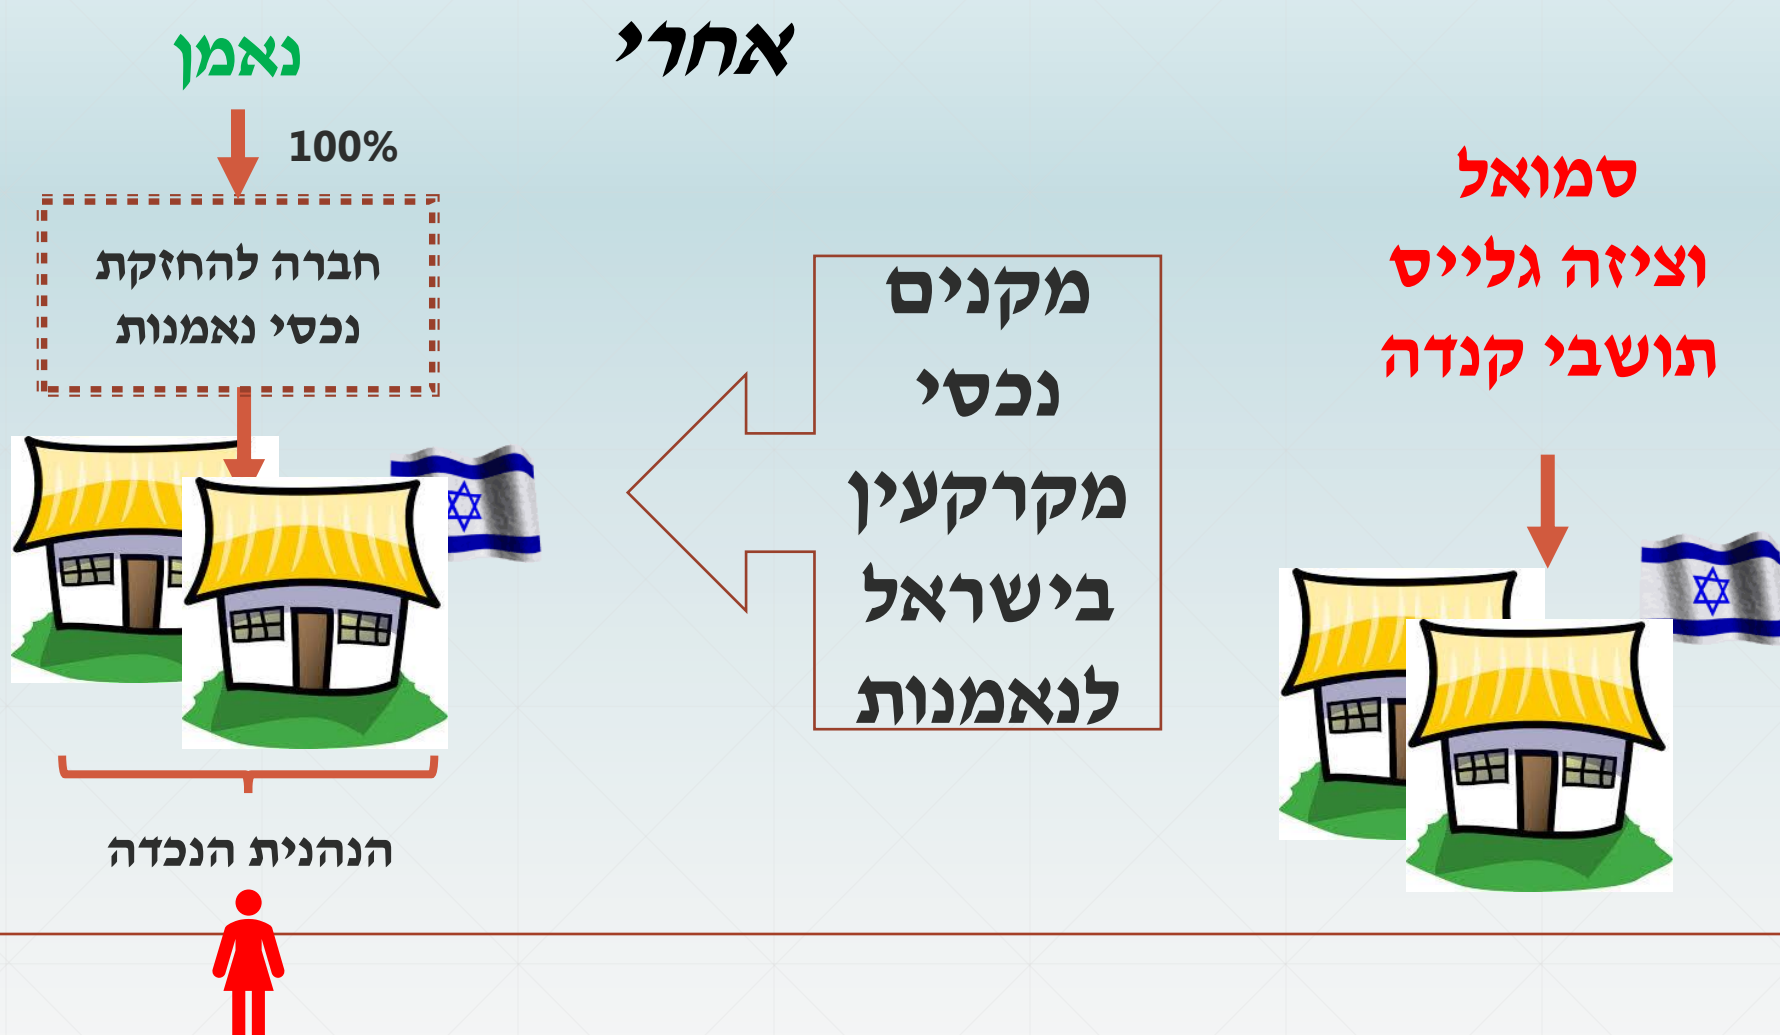 אחרי
סמואל
וציזה גלייס
תושבי קנדה
מקנים
נכסי
מקרקעין
בישראל
לנאמנות
נאמן
100%
חברה להחזקת
נכסי נאמנות
הנהנית הנכדה